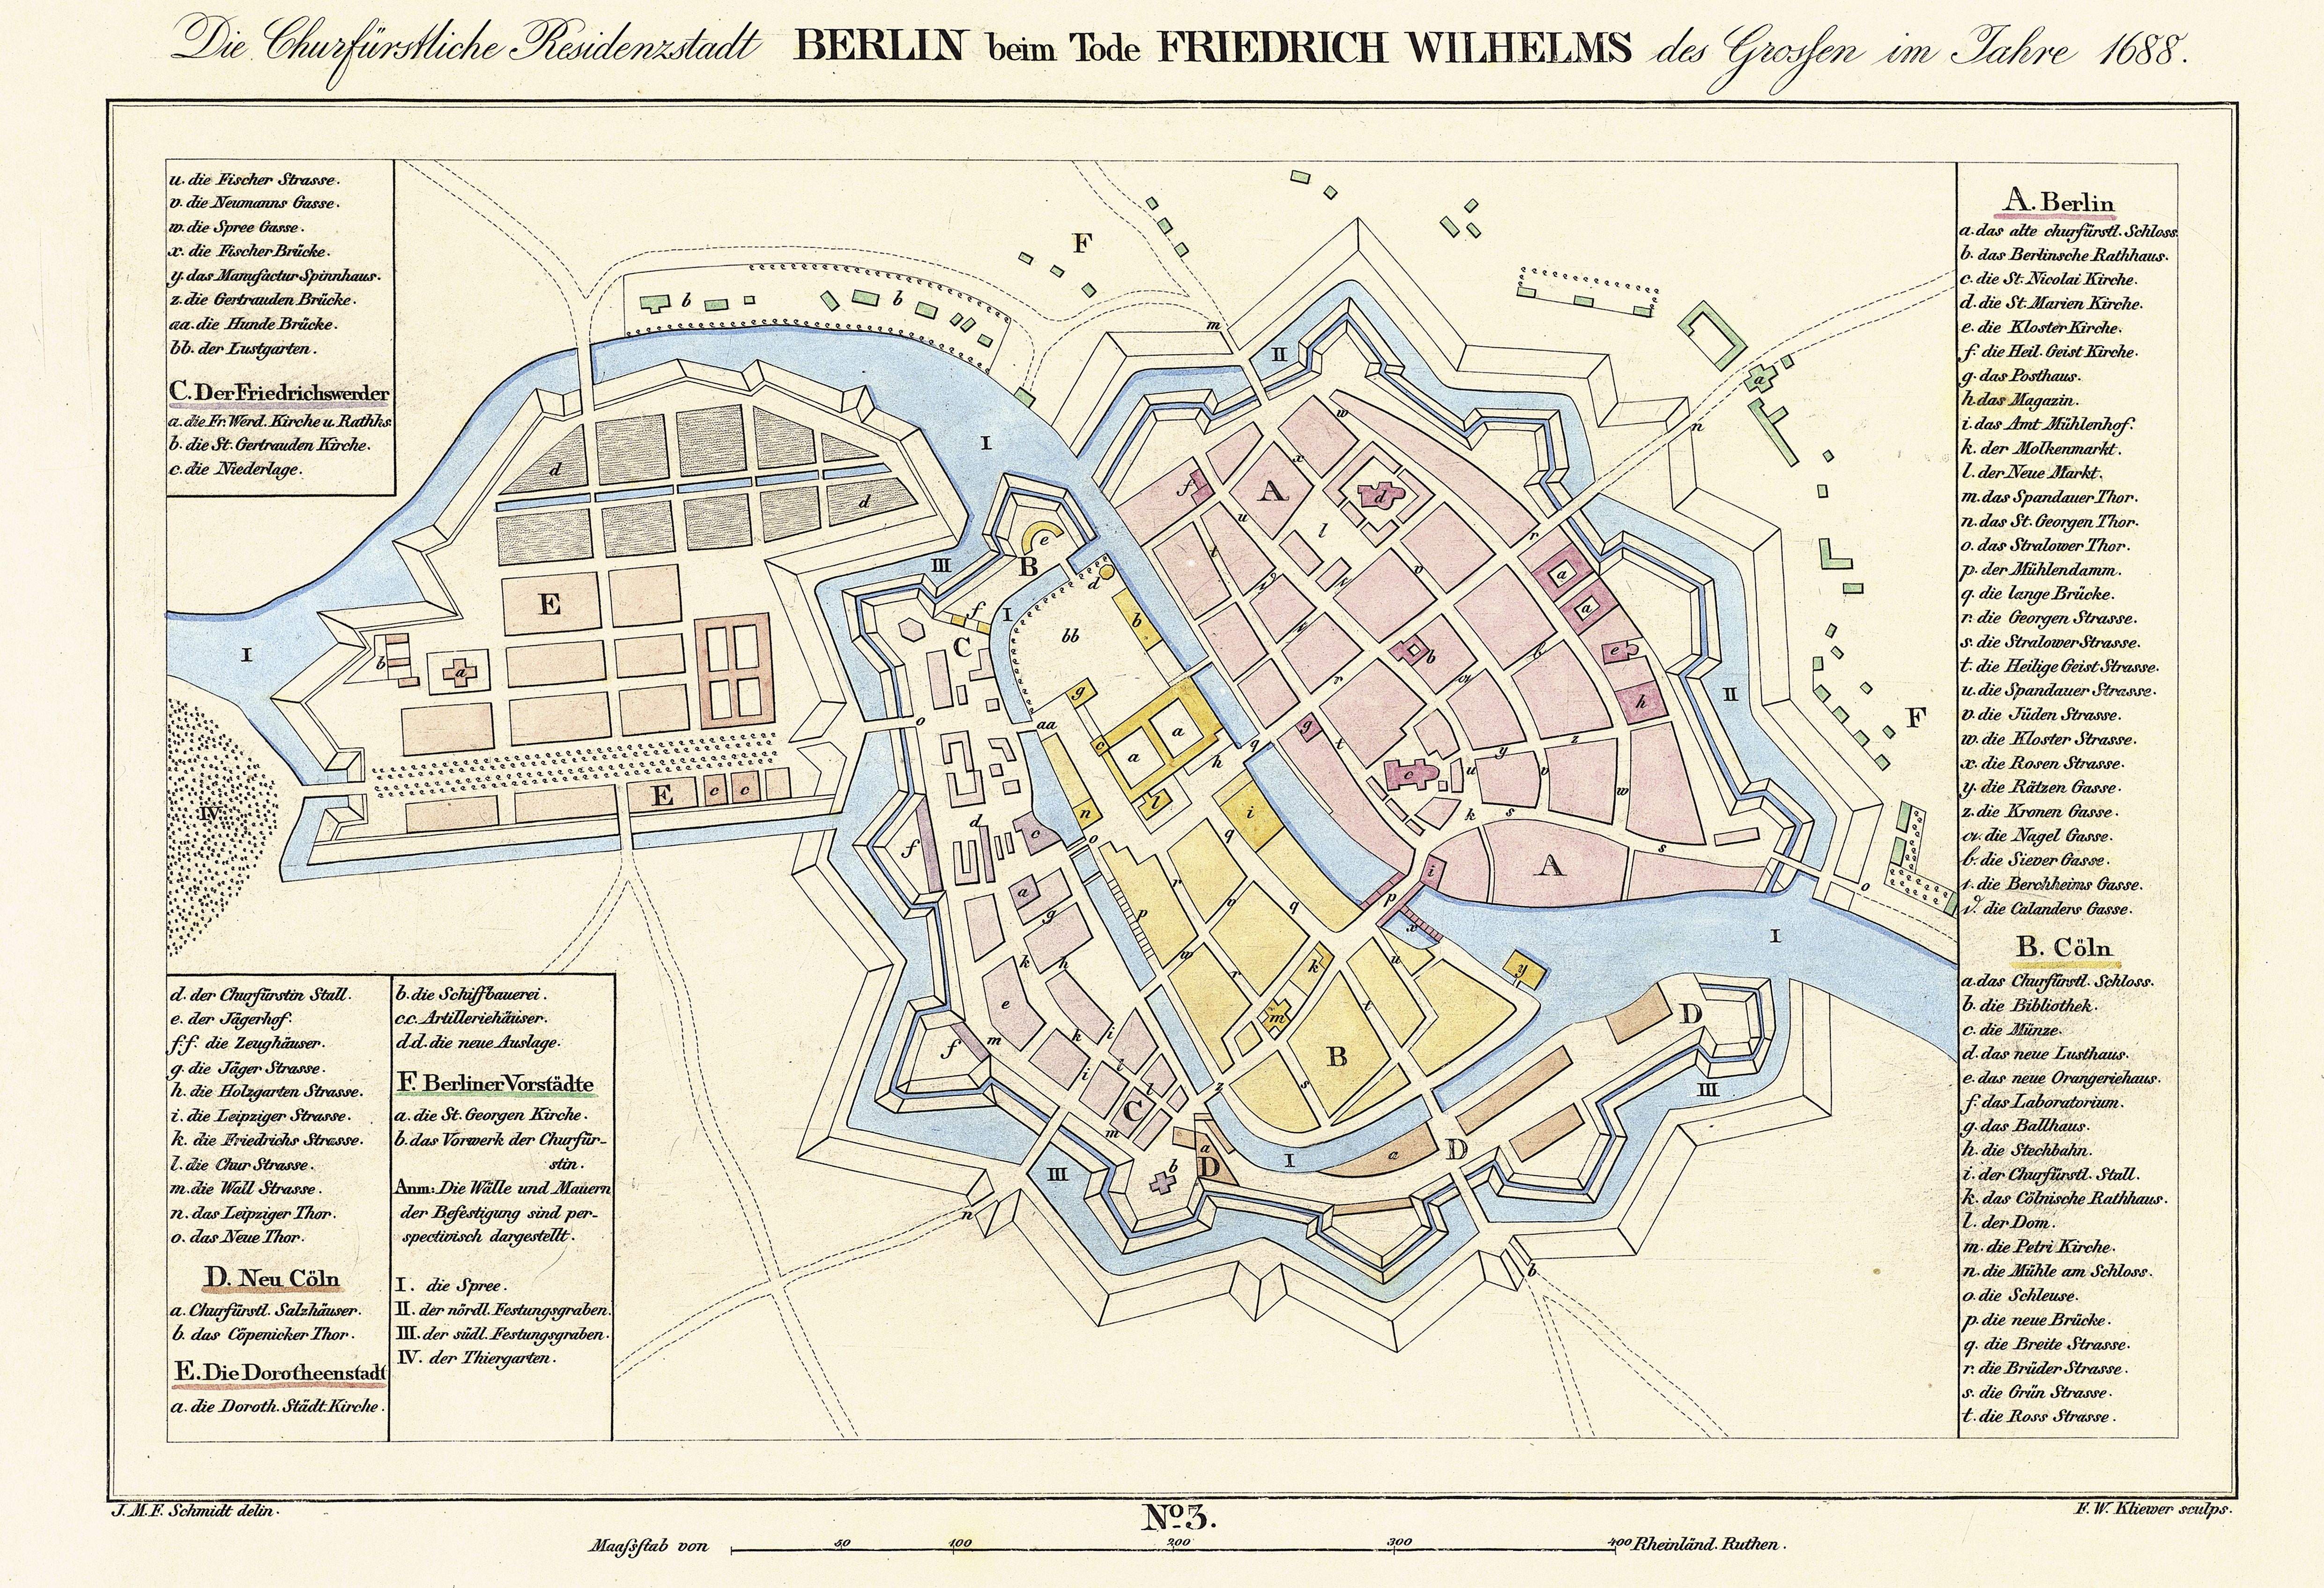 Die Churfürstliche Residenzstadt BERLIN beim Tode FRIEDRICH WILHELMS des Grossen im Jahre 1688.
u. die Fischer Strasse.
v. die Neumanns Gasse.
w. die Spree Gasse.
x. die Fischer Brücke.
y. das Manufactur Spinnhaus.
z. die Gertrauden Brücke.
aa. die Hunde Brücke.
bb. der Lustgarten.
C. Der Friedrichswerder
a. die Fr. Werd. Kirche u. Rathhs.
b. die St. Gertrauden Kirche.
c. die Niederlage.
d. der Churfürstin Stall.
e. der Jägerhof.
f.f. die Zeughäuser.
g. die Jäger Strasse.
h. die Holzgarten Strasse.
i. die Leipziger Strasse.
k. die Friedrichs Strasse.
l. die Chur Strasse.
m. die Wall Strasse.
n. das Leipziger Thor.
o. das Neue Thor.
D. Neu Cöln
a. Churfürstl. Salzhäuser.
b. das Cöpenicker Thor.
E. Die Dorotheenstadt
a. die Doroth. Städt. Kirche.
b. die Schiffbauerei.
c.c. Artilleriehäuser.
d.d. die neue Auslage.
F. Berliner Vorstädte
a. die St. Georgen Kirche.
b. das Vorwerk der Churfür-
stin.
Anm: Die Wälle und Mauern
der Befestigung sind per-
spectivisch dargestellt.
I. die Spree.
II. der nördl. Festungsgraben.
III. der südl. Festungsgraben.
IV. der Thiergarten.
A. Berlin
a. das alte churfürstl. Schloss.
b. das Berlinsche Rathhaus.
c. die St. Nicolai Kirche.
d. die St. Marien Kirche.
e. die Kloster Kirche.
f. die Heil. Geist Kirche.
g. das Posthaus.
h. das Magazin.
i. das Amt Mühlenhof.
k. der Molkenmarkt.
l. der Neue Markt.
m. das Spandauer Thor.
n. das St. Georgen Thor.
o. das Stralower Thor.
p. der Mühlendamm.
q. die lange Brücke.
r. die Georgen Strasse.
s. die Stralower Strasse.
t. die Heilige Geist Strasse.
u. die Spandauer Strasse.
v. die Jüden Strasse.
w. die Kloster Strasse.
x. die Rosen Strasse.
y. die Rätzen Gasse.
z. die Kronen Gasse.
a. die Nagel Gasse.
b. die Siever Gasse.
die Berchheims Gasse.
die Calanders Gasse.
B. Cöln
a. das Churfürstl. Schloss.
b. die Bibliothek.
c. die Münze.
d. das neue Lusthaus.
e. das neue Orangeriehaus.
f. das Laboratorium.
g. das Ballhaus.
h. die Stechbahn.
i. der Churfürstl. Stall.
k. das Cölnische Rathhaus.
l. der Dom.
m. die Petri Kirche.
n. die Mühle am Schloss.
o. die Schleuse.
p. die neue Brücke.
q. die Breite Strasse.
r. die Brüder Strasse.
s. die Grün Strasse.
t. die Ross Strasse.
J. M. F. Schmidt delin.
No. 3.
F. W. Kliewer sculps.
Maafsstab von 50 100 200 300 400 Rheinländ. Ruthen.